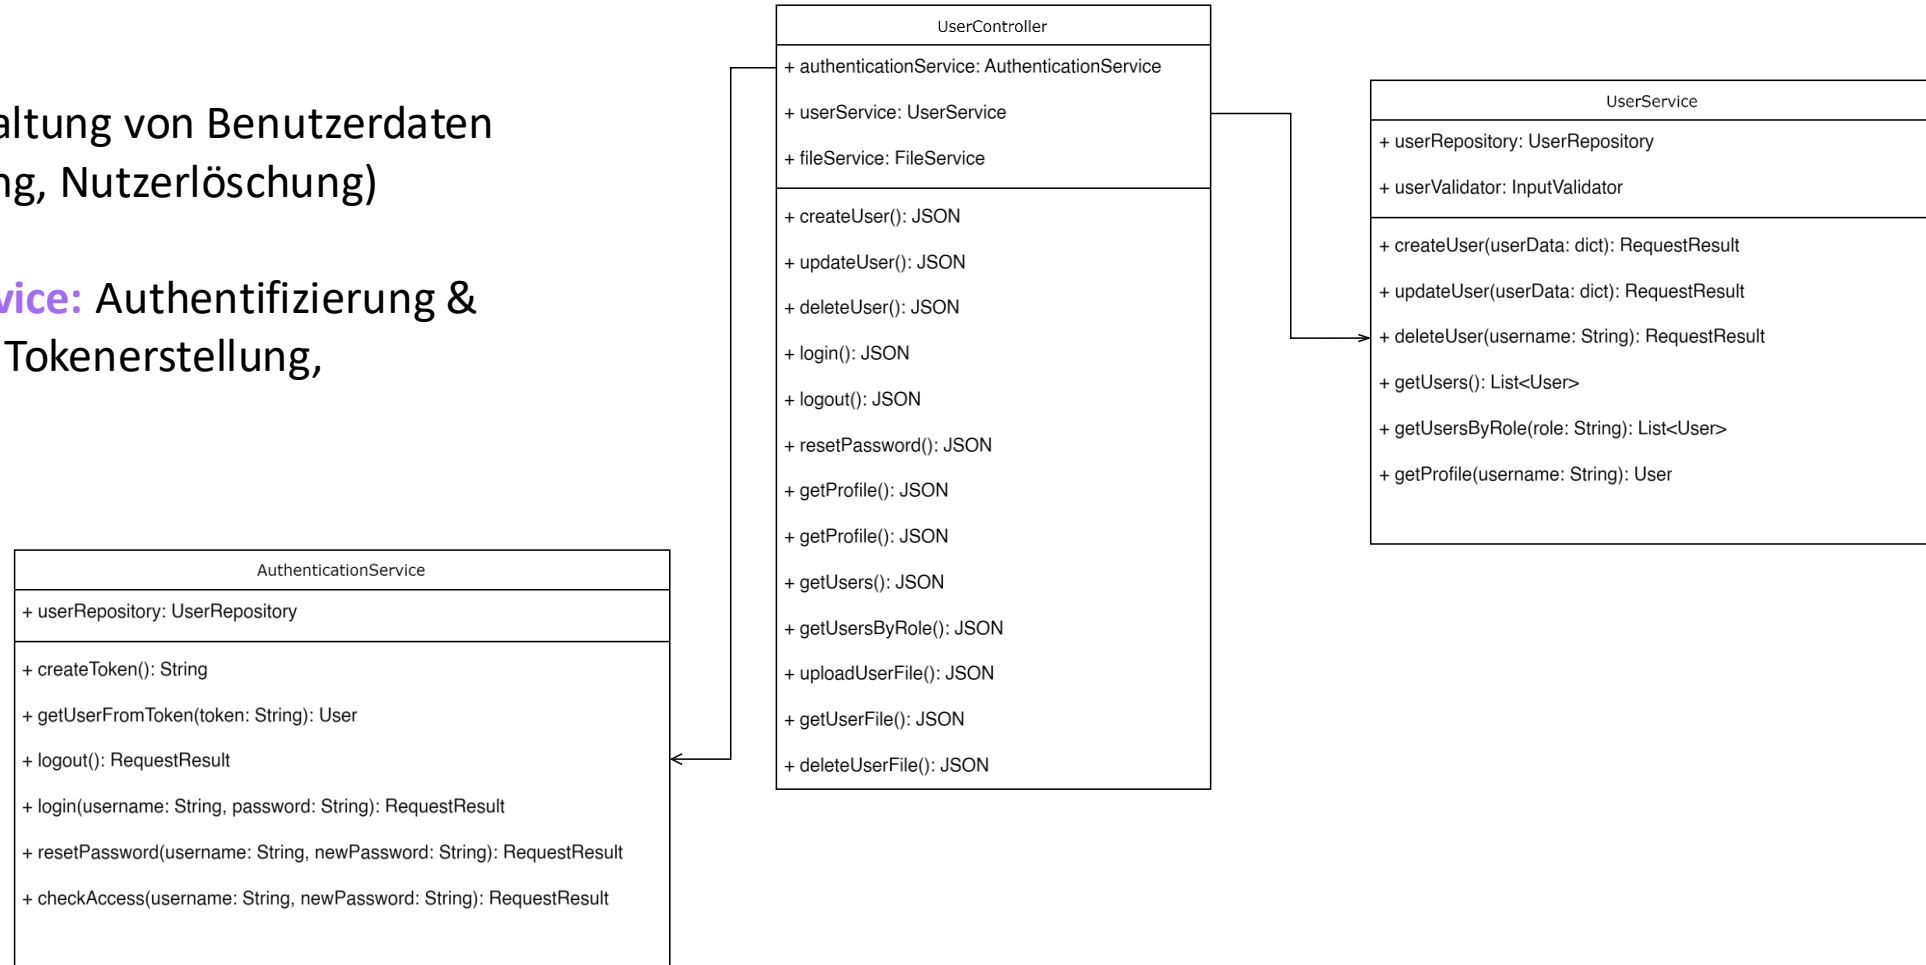 altung von Benutzerdaten
ng, Nutzerlöschung)
vice: Authentifizierung &
Tokenerstellung,
UserController
+ authenticationService: AuthenticationService
+ userService: UserService
+ fileService: FileService
+ createUser(): JSON
+ updateUser(): JSON
+ deleteUser(): JSON
+ login(): JSON
+ logout(): JSON
+ resetPassword(): JSON
+ getProfile(): JSON
+ getProfile(): JSON
+ getUsers(): JSON
+ getUsersByRole(): JSON
+ uploadUserFile(): JSON
+ getUserFile(): JSON
+ deleteUserFile(): JSON
UserService
+ userRepository: UserRepository
+ userValidator: InputValidator
+ createUser(userData: dict): RequestResult
+ updateUser(userData: dict): RequestResult
+ deleteUser(username: String): RequestResult
+ getUsers(): List<User>
+ getUsersByRole(role: String): List<User>
+ getProfile(username: String): User
AuthenticationService
+ userRepository: UserRepository
+ createToken(): String
+ getUserFromToken(token: String): User
+ logout(): RequestResult
+ login(username: String, password: String): RequestResult
+ resetPassword(username: String, newPassword: String): RequestResult
+ checkAccess(username: String, newPassword: String): RequestResult